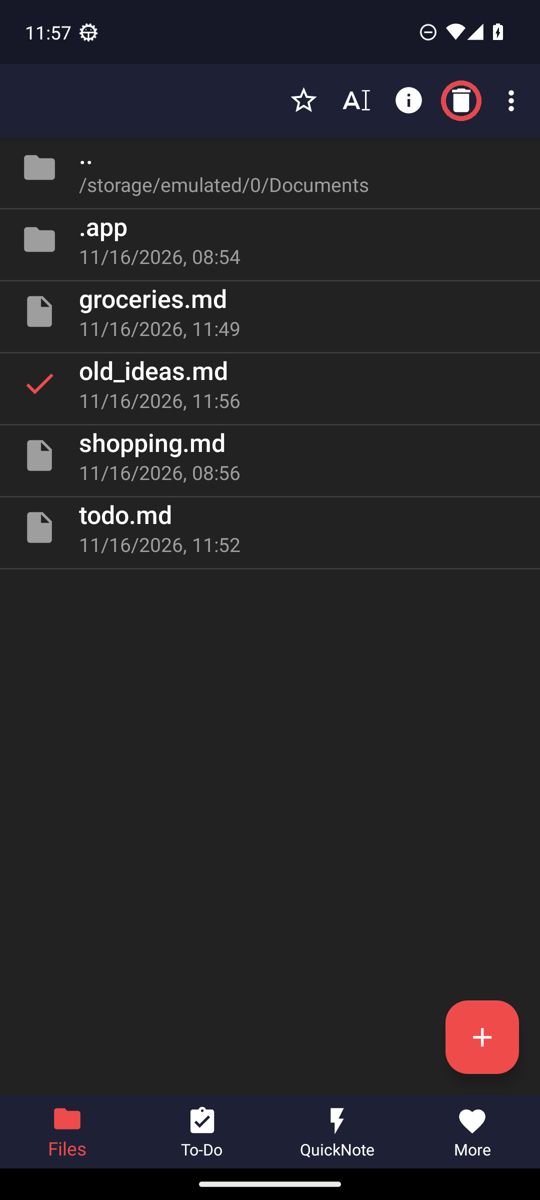 11:57
..
/storage/emulated/0/Documents
.app
11/16/2026, 08:54
groceries.md
11/16/2026, 11:49
old_ideas.md
11/16/2026, 11:56
shopping.md
11/16/2026, 08:56
todo.md
11/16/2026, 11:52
Files
To-Do
QuickNote
More